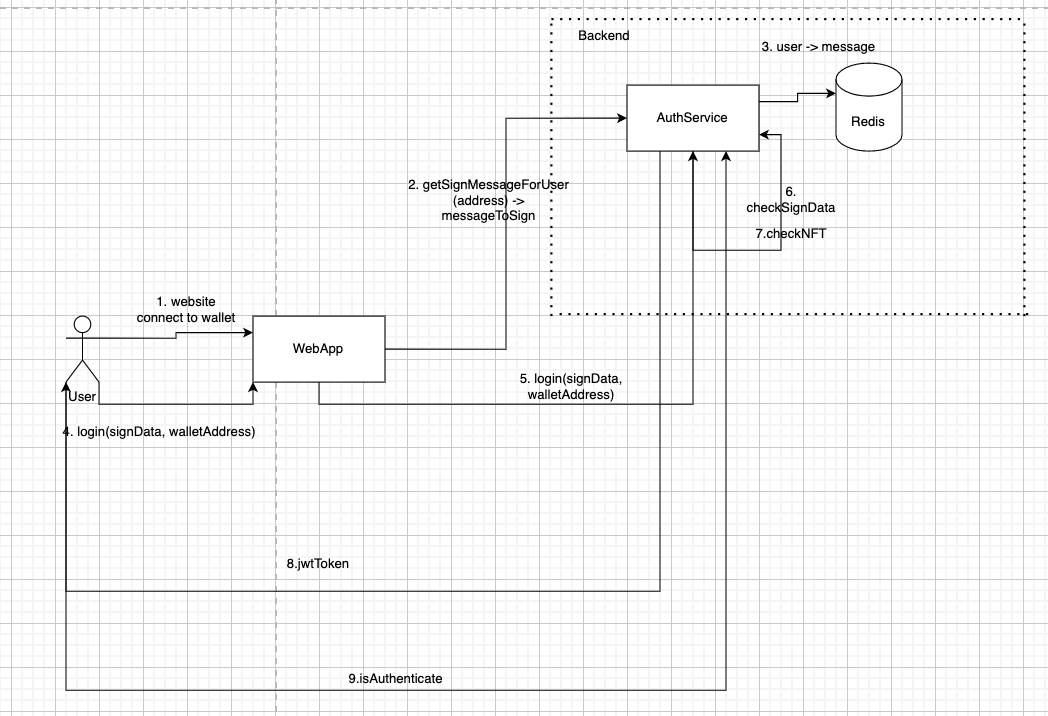 Backend
3. user -> message
AuthService
Redis
2. getSignMessageForUser
(address) ->
messageToSign
6.
checkSignData
7.checkNFT
1. website
connect to wallet
WebApp
User
5. login(signData,
walletAddress)
4. login(signData, walletAddress)
8.jwtToken
9.isAuthenticate